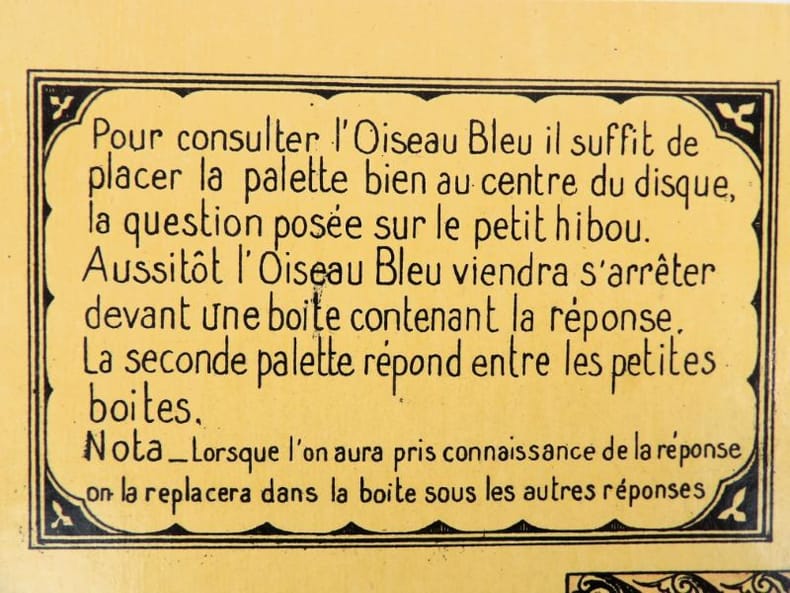 Pour consulter l'Oiseau Bleu il suffit de
placer la palette bien au centre du disque,
la question posée sur le petit hibou.
Aussitôt l'Oiseau Bleu viendra s'arrêter
devant une boite contenant la réponse.
La seconde palette répond entre les petites
boites.
Nota_Lorsque l'on aura pris connaissance de la réponse
on la replacera dans la boite sous les autres réponses